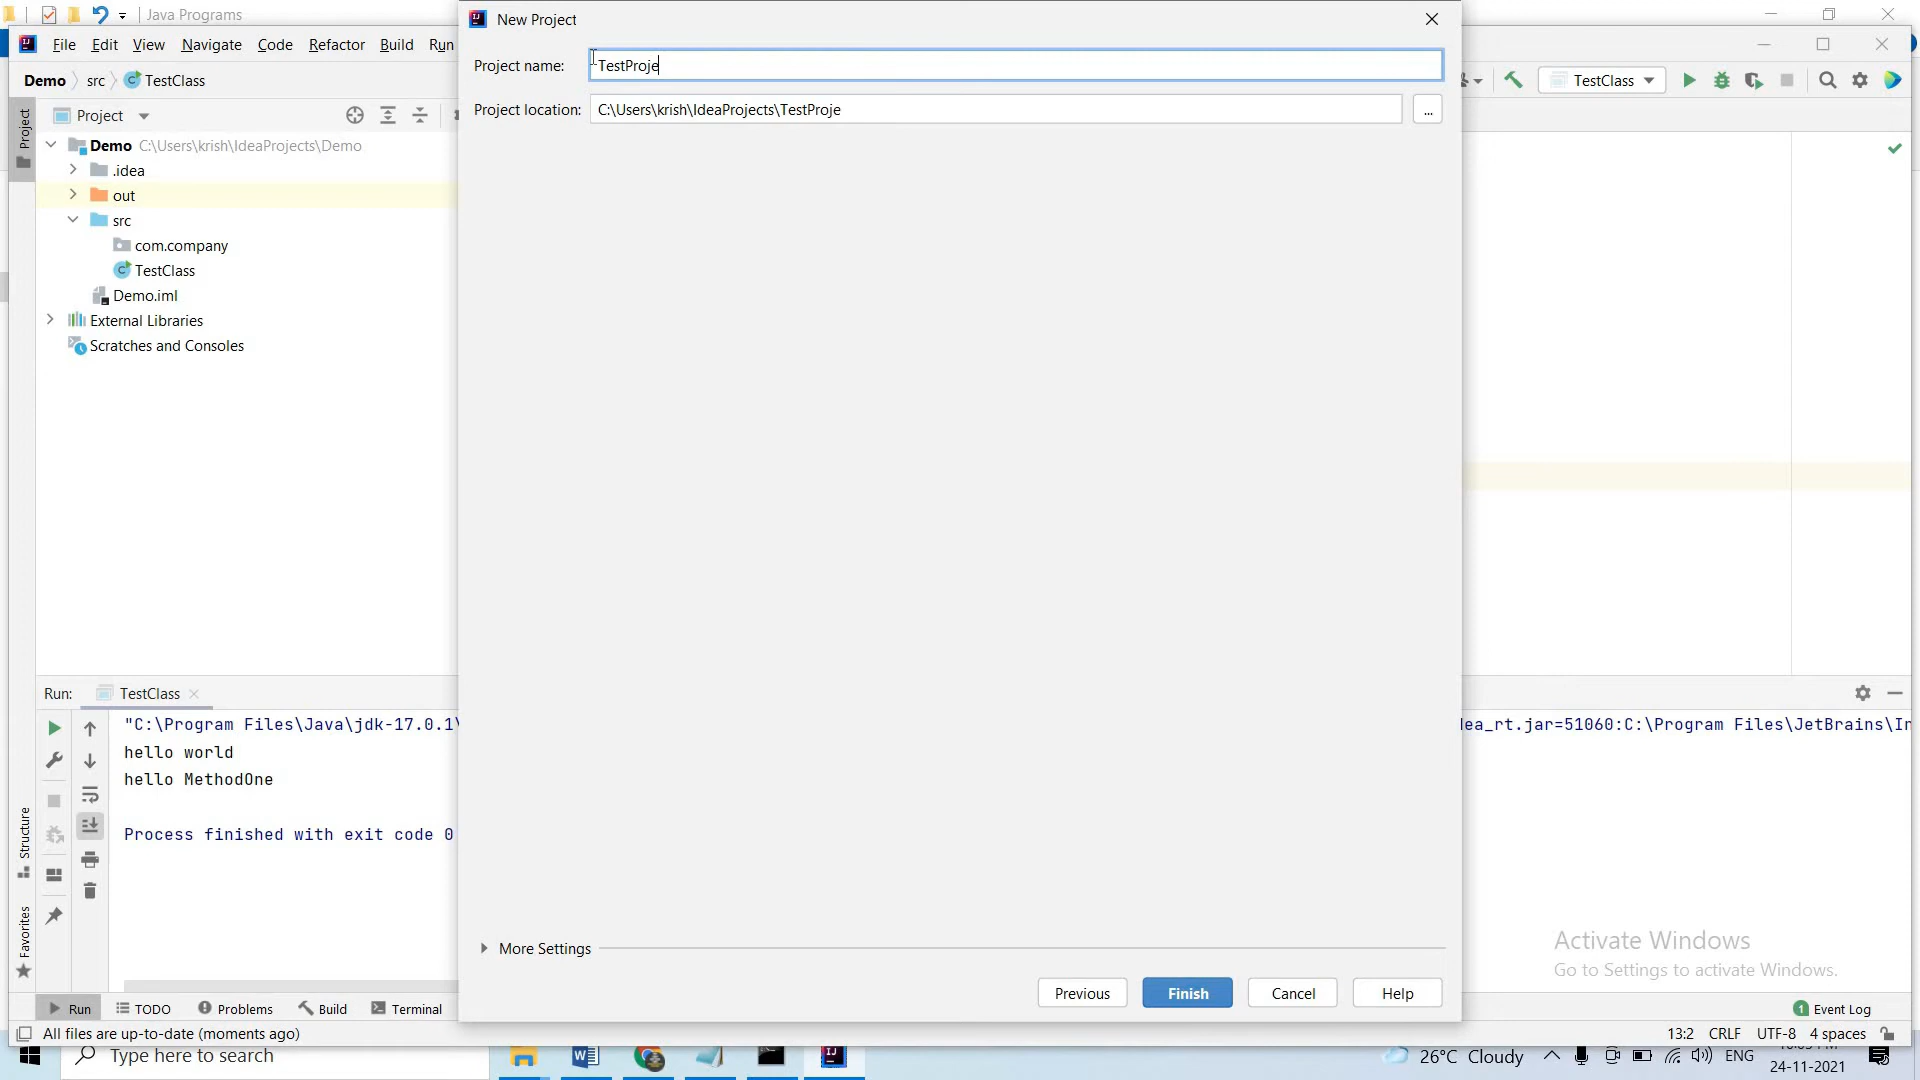 Java Programs
New Project
File Edit View Navigate Code Refactor Build Run
Project name: TestProje
Demo src TestClass
TestClass
Project location: C:\Users\krish\IdeaProjects\TestProje ...
Project
Project
Demo C:\Users\krish\IdeaProjects\Demo
.idea
out
src
com.company
TestClass
Demo.iml
External Libraries
Scratches and Consoles
Run: TestClass
"C:\Program Files\Java\jdk-17.0.1\
dea_rt.jar=51060:C:\Program Files\JetBrains\In
hello world
hello MethodOne
Process finished with exit code 0
Structure
Favorites
More Settings
Activate Windows
Go to Settings to activate Windows.
Previous Finish Cancel Help
Run TODO Problems Build Terminal
1 Event Log
All files are up-to-date (moments ago)
13:2 CRLF UTF-8 4 spaces
Type here to search
26°C Cloudy
ENG
24-11-2021